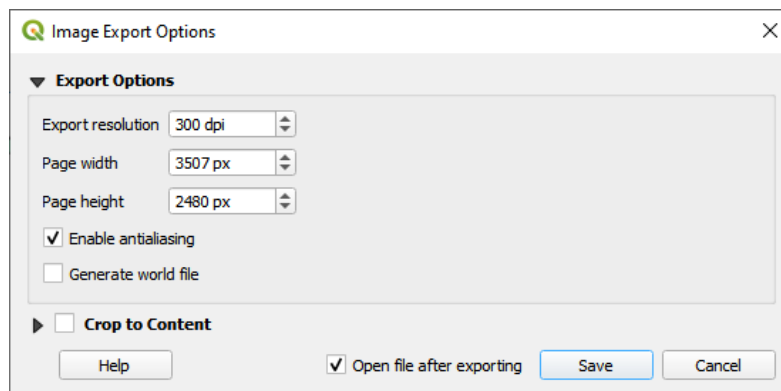 Image Export Options
Export Options
Export resolution 300 dpi
Page width 3507 px
Page height 2480 px
Enable antialiasing
Generate world file
Crop to Content
Help Open file after exporting Save Cancel